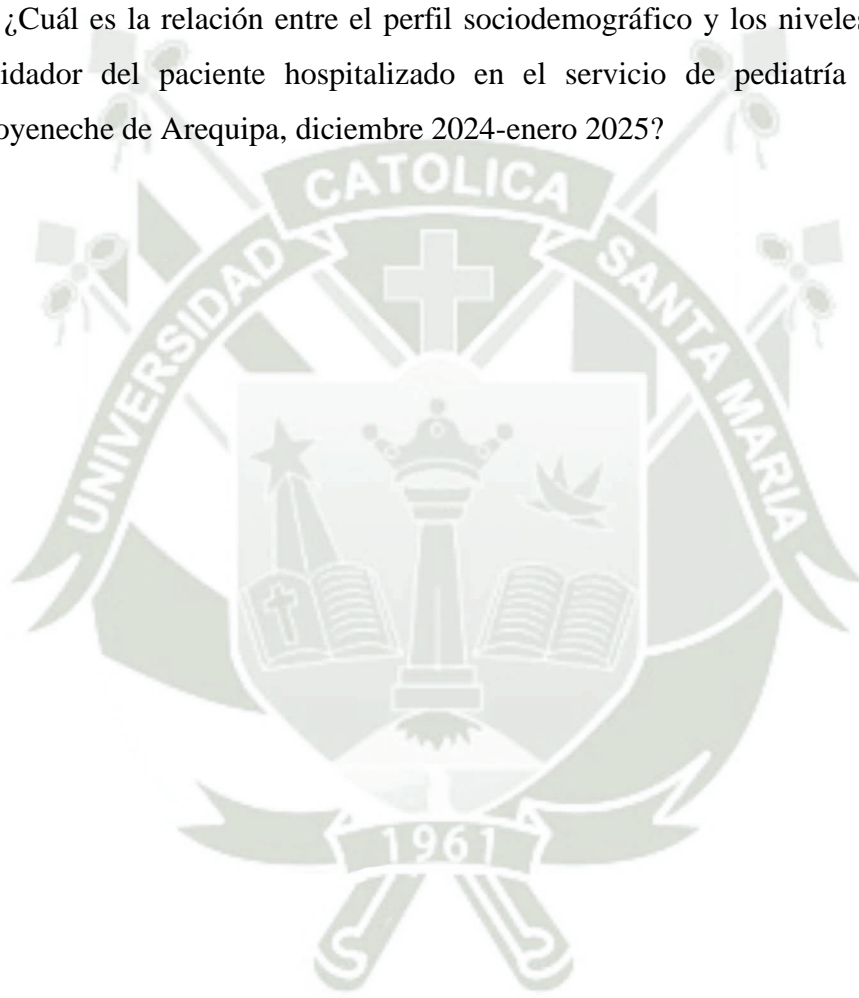 ¿Cuál es la relación entre el perfil sociodemográfico y los niveles
idador del paciente hospitalizado en el servicio de pediatría
oyeneche de Arequipa, diciembre 2024-enero 2025?
UNIVERSIDAD CATOLICA SANTA MARIA
1961